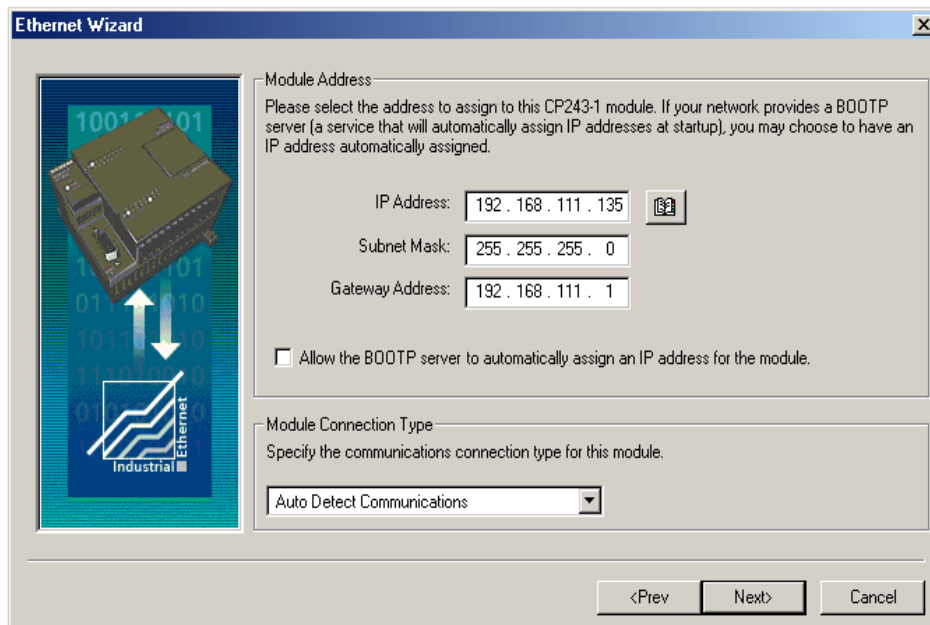 Ethernet Wizard
Module Address
Please select the address to assign to this CP243-1 module. If your network provides a BOOTP
server (a service that will automatically assign IP addresses at startup), you may choose to have an
IP address automatically assigned.
IP Address: 192 . 168 . 111 . 135
Subnet Mask: 255 . 255 . 255 . 0
Gateway Address: 192 . 168 . 111 . 1
Allow the BOOTP server to automatically assign an IP address for the module.
Module Connection Type
Specify the communications connection type for this module.
Auto Detect Communications
Industrial
Ethernet
<Prev
Next>
Cancel